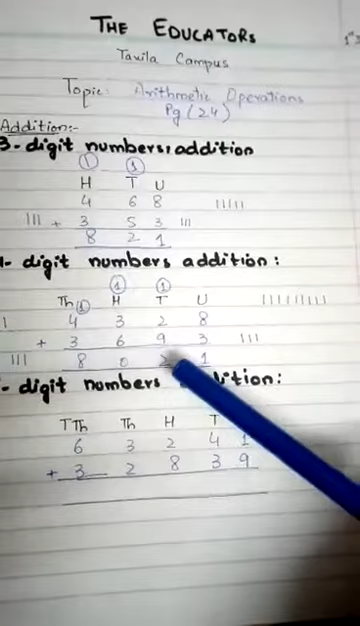 THE EDUCATORS
Taxila Campus
Topic: Arithmetic Operations
Pg (24)
Addition:-
3-digit numbers addition
1 1
H T U
4 6 8
+ 3 5 3
8 2 1
- digit numbers addition:
1 1 1
Th H T U
4 3 2 8
+ 3 6 9 3
8 0 2 1
- digit numbers addition:
TTh Th H T
6 3 2 4 1
+ 3 2 8 3 9